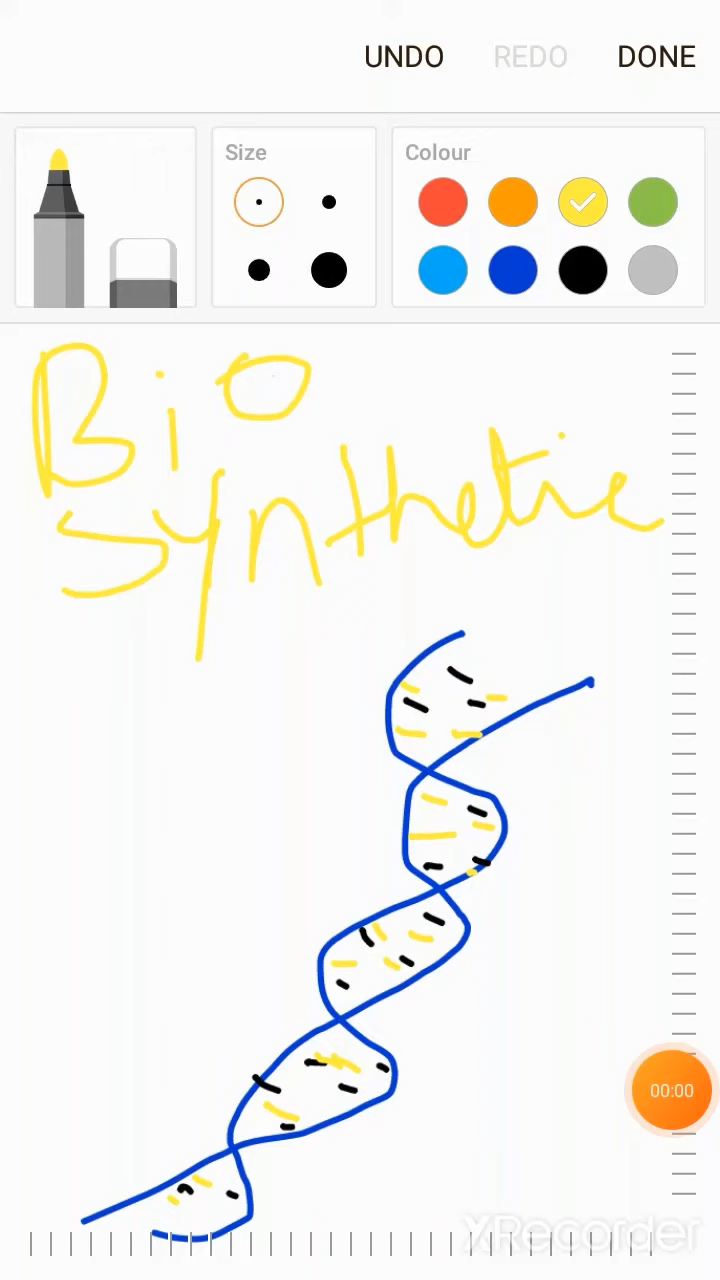 UNDO REDO DONE
Size Colour
Bio
synthetic
00:00
XRecorder